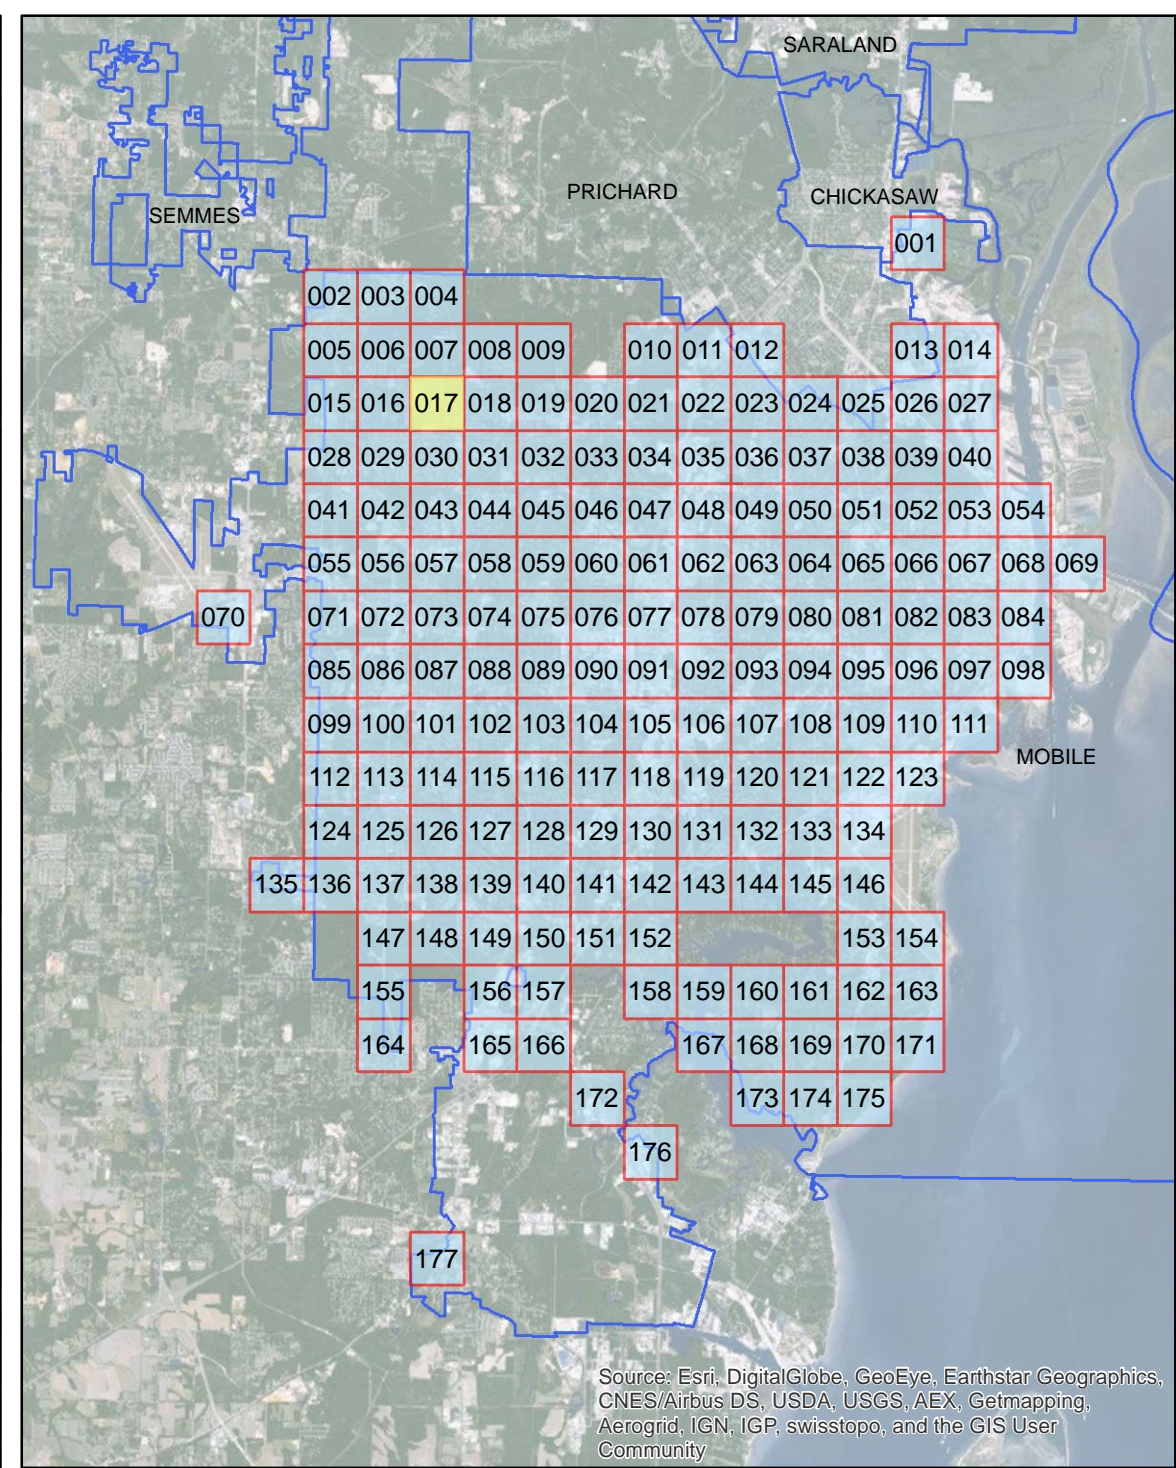 SARALAND
PRICHARD
CHICKASAW
SEMMES
001
002 003 004
005 006 007 008 009 010 011 012 013 014
015 016 017 018 019 020 021 022 023 024 025 026 027
028 029 030 031 032 033 034 035 036 037 038 039 040
041 042 043 044 045 046 047 048 049 050 051 052 053 054
055 056 057 058 059 060 061 062 063 064 065 066 067 068 069
070 071 072 073 074 075 076 077 078 079 080 081 082 083 084
085 086 087 088 089 090 091 092 093 094 095 096 097 098
099 100 101 102 103 104 105 106 107 108 109 110 111
MOBILE
112 113 114 115 116 117 118 119 120 121 122 123
124 125 126 127 128 129 130 131 132 133 134
135 136 137 138 139 140 141 142 143 144 145 146
147 148 149 150 151 152 153 154
155 156 157 158 159 160 161 162 163
164 165 166 167 168 169 170 171
172 173 174 175
176
177
Source: Esri, DigitalGlobe, GeoEye, Earthstar Geographics,
CNES/Airbus DS, USDA, USGS, AEX, Getmapping,
Aerogrid, IGN, IGP, swisstopo, and the GIS User
Community